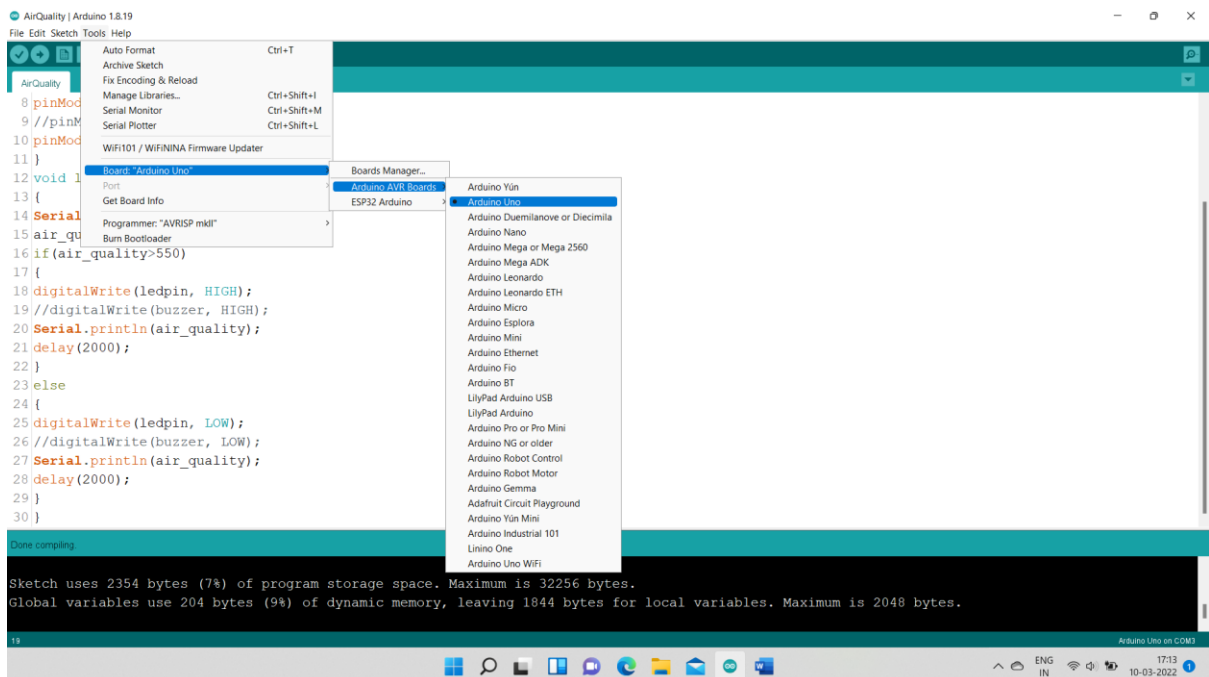 AirQuality | Arduino 1.8.19
File Edit Sketch Tools Help
AirQuality
Auto Format Ctrl+T
Archive Sketch
Fix Encoding & Reload
Manage Libraries... Ctrl+Shift+I
Serial Monitor Ctrl+Shift+M
Serial Plotter Ctrl+Shift+L
WiFi101 / WiFiNINA Firmware Updater
Board: "Arduino Uno"
Port
Get Board Info
Programmer: "AVRISP mkII"
Burn Bootloader
Boards Manager...
Arduino AVR Boards
ESP32 Arduino
Arduino Yún
Arduino Uno
Arduino Duemilanove or Diecimila
Arduino Nano
Arduino Mega or Mega 2560
Arduino Mega ADK
Arduino Leonardo
Arduino Leonardo ETH
Arduino Micro
Arduino Esplora
Arduino Mini
Arduino Ethernet
Arduino Fio
Arduino BT
LilyPad Arduino USB
LilyPad Arduino
Arduino Pro or Pro Mini
Arduino NG or older
Arduino Robot Control
Arduino Robot Motor
Arduino Gemma
Adafruit Circuit Playground
Arduino Yún Mini
Arduino Industrial 101
Linino One
Arduino Uno WiFi
8 pinMod
9 //pinM
10 pinMod
11 }
12 void l
13 {
14 Serial
15 air_qu
16 if(air_quality>550)
17 {
18 digitalWrite(ledpin, HIGH);
19 //digitalWrite(buzzer, HIGH);
20 Serial.println(air_quality);
21 delay(2000);
22 }
23 else
24 {
25 digitalWrite(ledpin, LOW);
26 //digitalWrite(buzzer, LOW);
27 Serial.println(air_quality);
28 delay(2000);
29 }
30 }
Done compiling.
Sketch uses 2354 bytes (7%) of program storage space. Maximum is 32256 bytes.
Global variables use 204 bytes (9%) of dynamic memory, leaving 1844 bytes for local variables. Maximum is 2048 bytes.
19 Arduino Uno on COM3
ENG
IN
17:13
10-03-2022
1